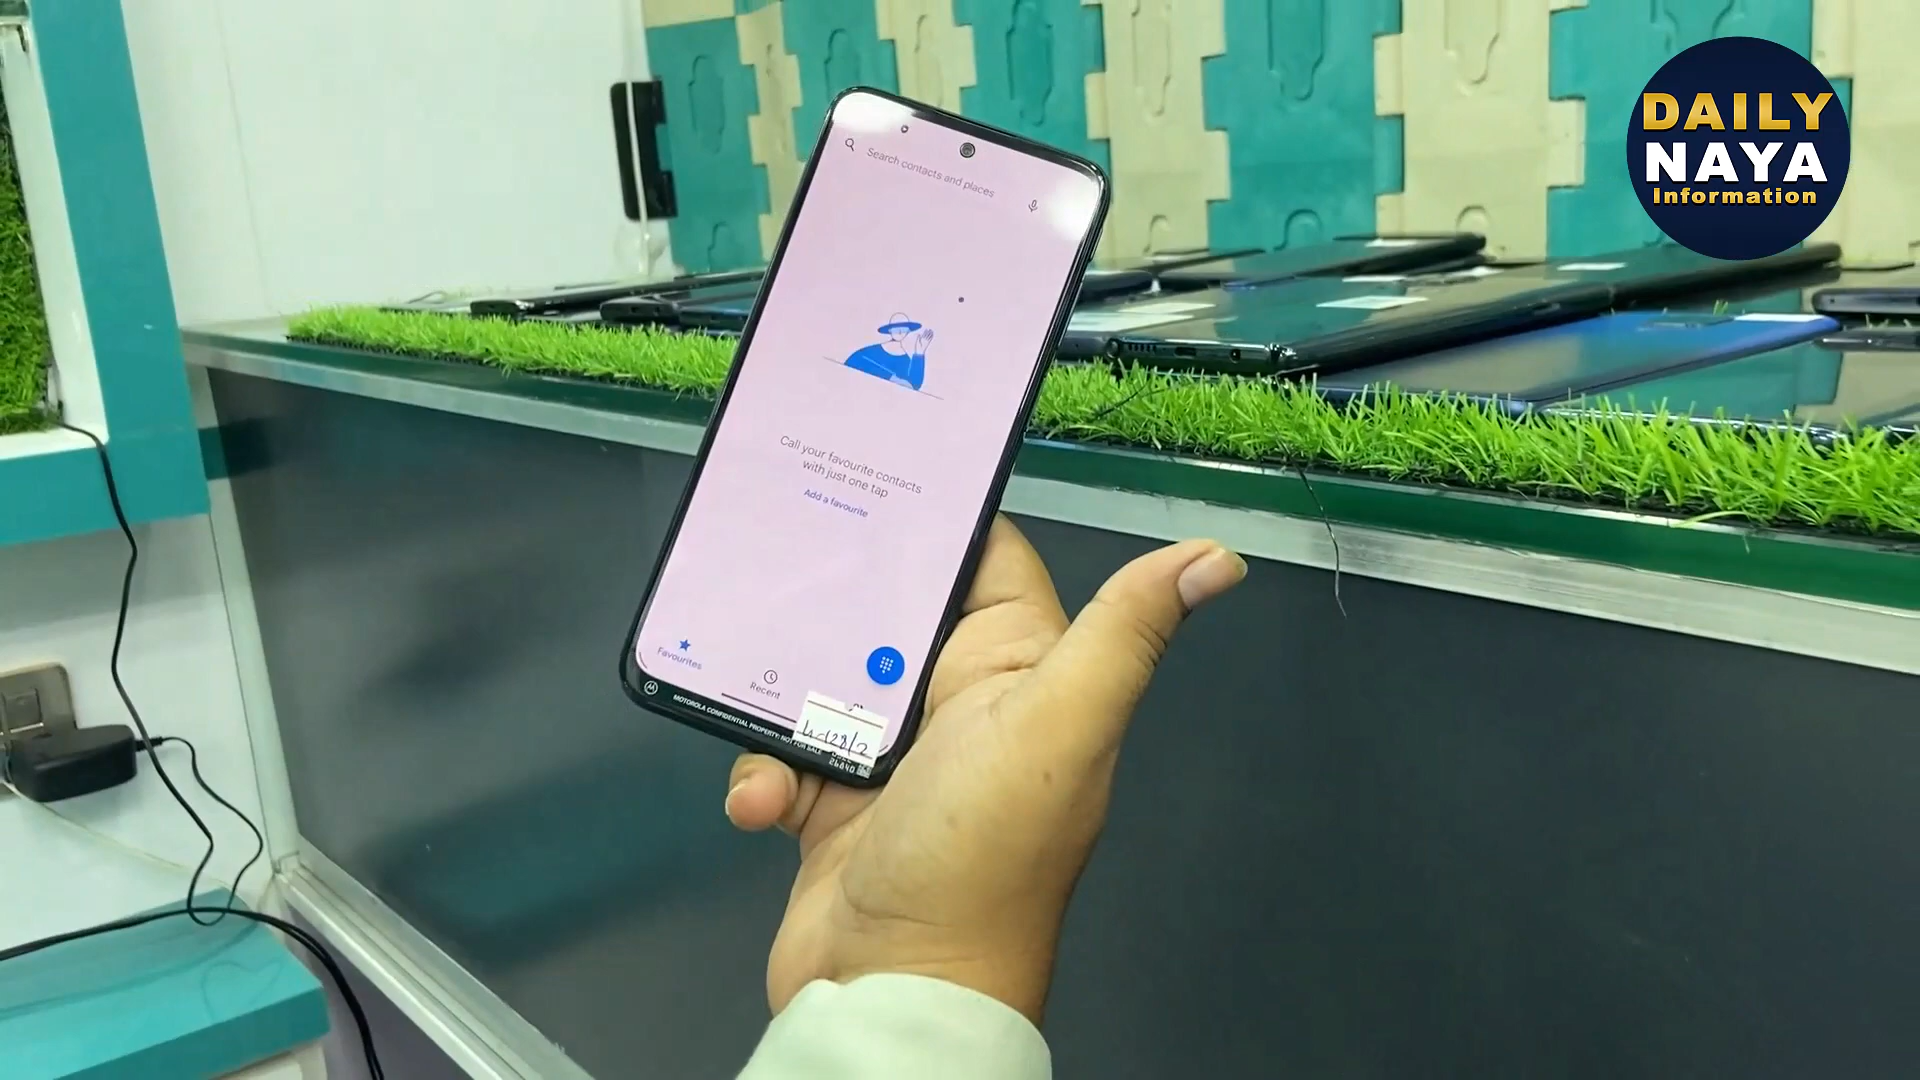 DAILY
NAYA
Information
Search contacts and places
Call your favourite contacts
with just one tap
Add a favourite
Favourites
Recent
MOTOROLA CONFIDENTIAL PROPERTY: NOT FOR SALE
26840